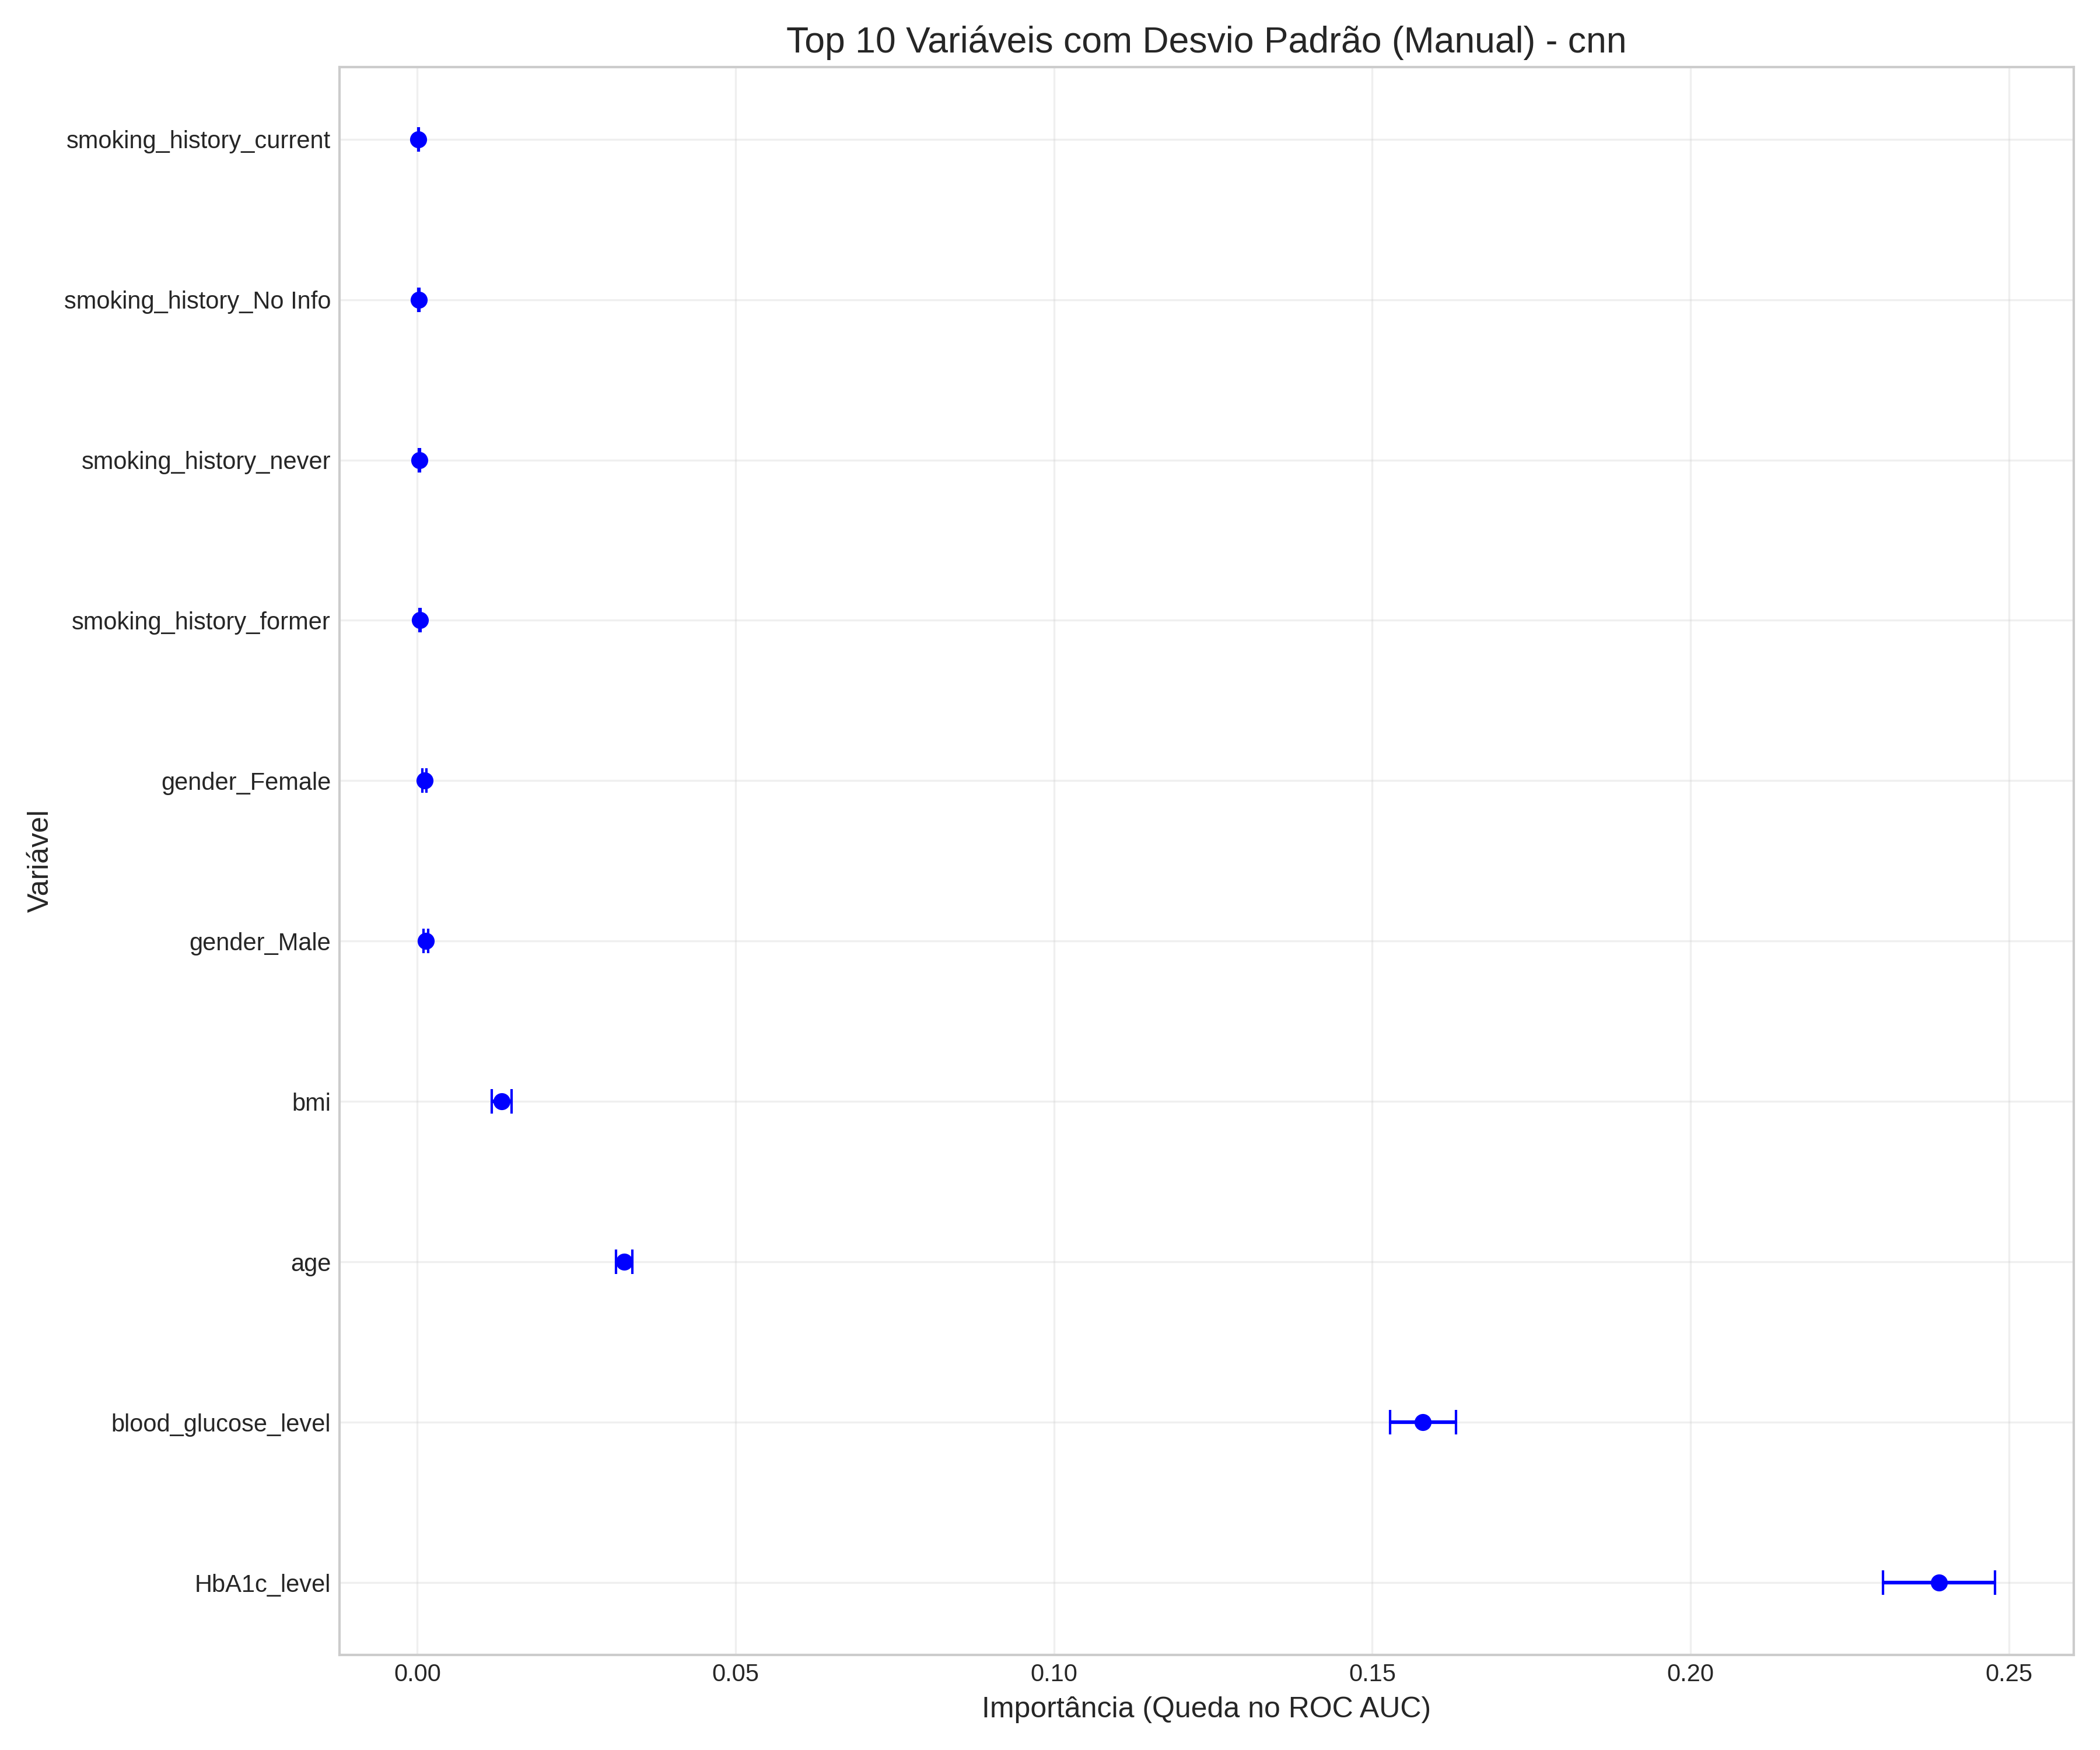 Top 10 Variáveis com Desvio Padrão (Manual) - cnn
smoking_history_current
smoking_history_No Info
smoking_history_never
smoking_history_former
gender_Female
gender_Male
bmi
age
blood_glucose_level
HbA1c_level
Variável
0.00 0.05 0.10 0.15 0.20 0.25
Importância (Queda no ROC AUC)